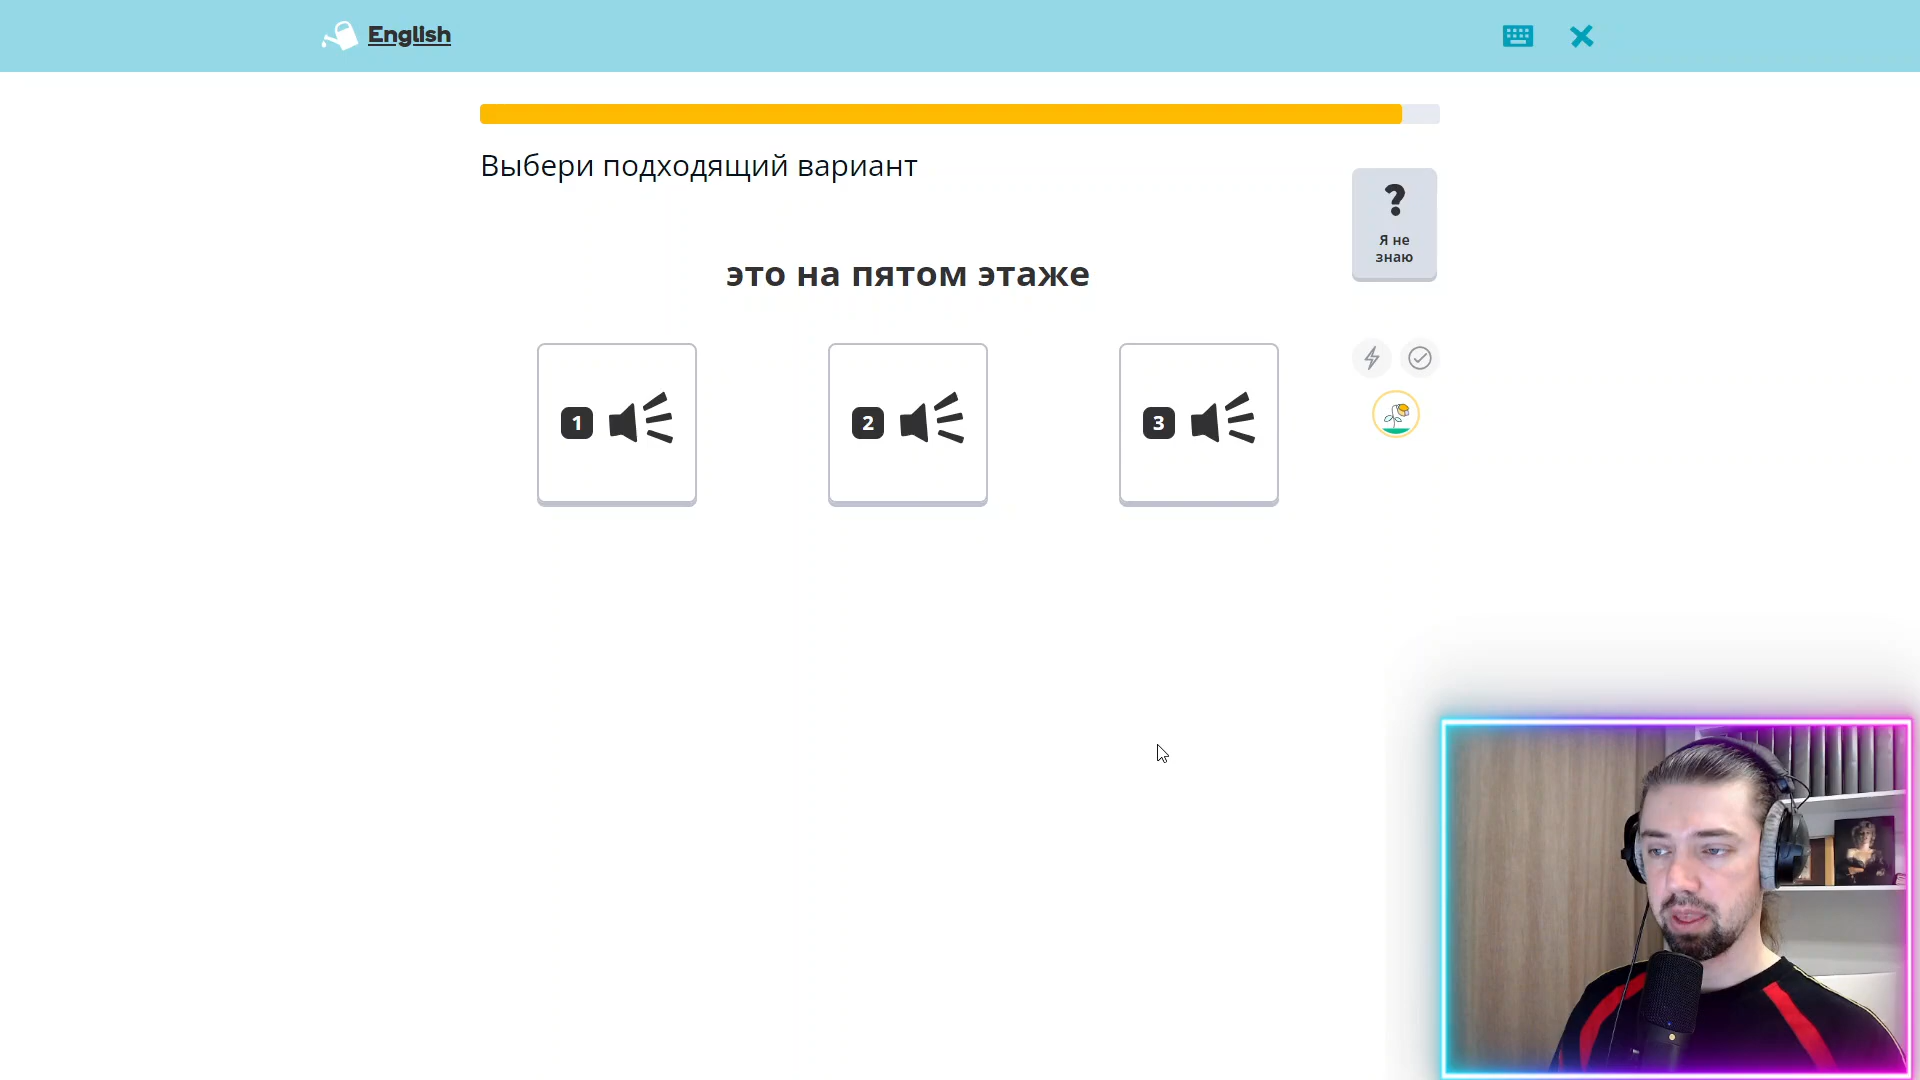 English
Выбери подходящий вариант
?
Я не
знаю
это на пятом этаже
1
2
3